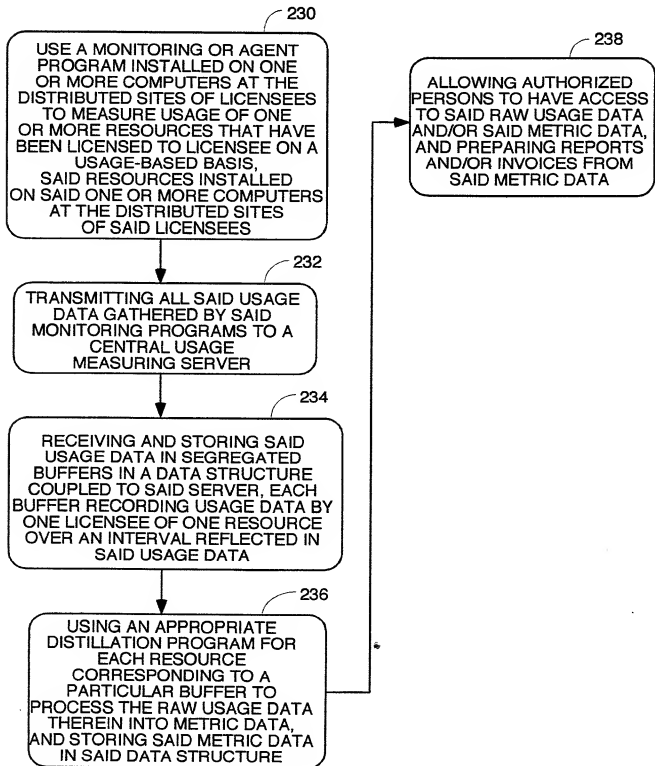 230
USE A MONITORING OR AGENT
PROGRAM INSTALLED ON ONE
OR MORE COMPUTERS AT THE
DISTRIBUTED SITES OF LICENSEES
TO MEASURE USAGE OF ONE
OR MORE RESOURCES THAT HAVE
BEEN LICENSED TO LICENSEE ON A
USAGE-BASED BASIS,
SAID RESOURCES INSTALLED
ON SAID ONE OR MORE COMPUTERS
AT THE DISTRIBUTED SITES
OF SAID LICENSEES
232
TRANSMITTING ALL SAID USAGE
DATA GATHERED BY SAID
MONITORING PROGRAMS TO A
CENTRAL USAGE
MEASURING SERVER
234
RECEIVING AND STORING SAID
USAGE DATA IN SEGREGATED
BUFFERS IN A DATA STRUCTURE
COUPLED TO SAID SERVER, EACH
BUFFER RECORDING USAGE DATA BY
ONE LICENSEE OF ONE RESOURCE
OVER AN INTERVAL REFLECTED IN
SAID USAGE DATA
236
USING AN APPROPRIATE
DISTILLATION PROGRAM FOR
EACH RESOURCE
CORRESPONDING TO A
PARTICULAR BUFFER TO
PROCESS THE RAW USAGE DATA
THEREIN INTO METRIC DATA,
AND STORING SAID METRIC DATA
IN SAID DATA STRUCTURE
238
ALLOWING AUTHORIZED
PERSONS TO HAVE ACCESS
TO SAID RAW USAGE DATA
AND/OR SAID METRIC DATA,
AND PREPARING REPORTS
AND/OR INVOICES FROM
SAID METRIC DATA